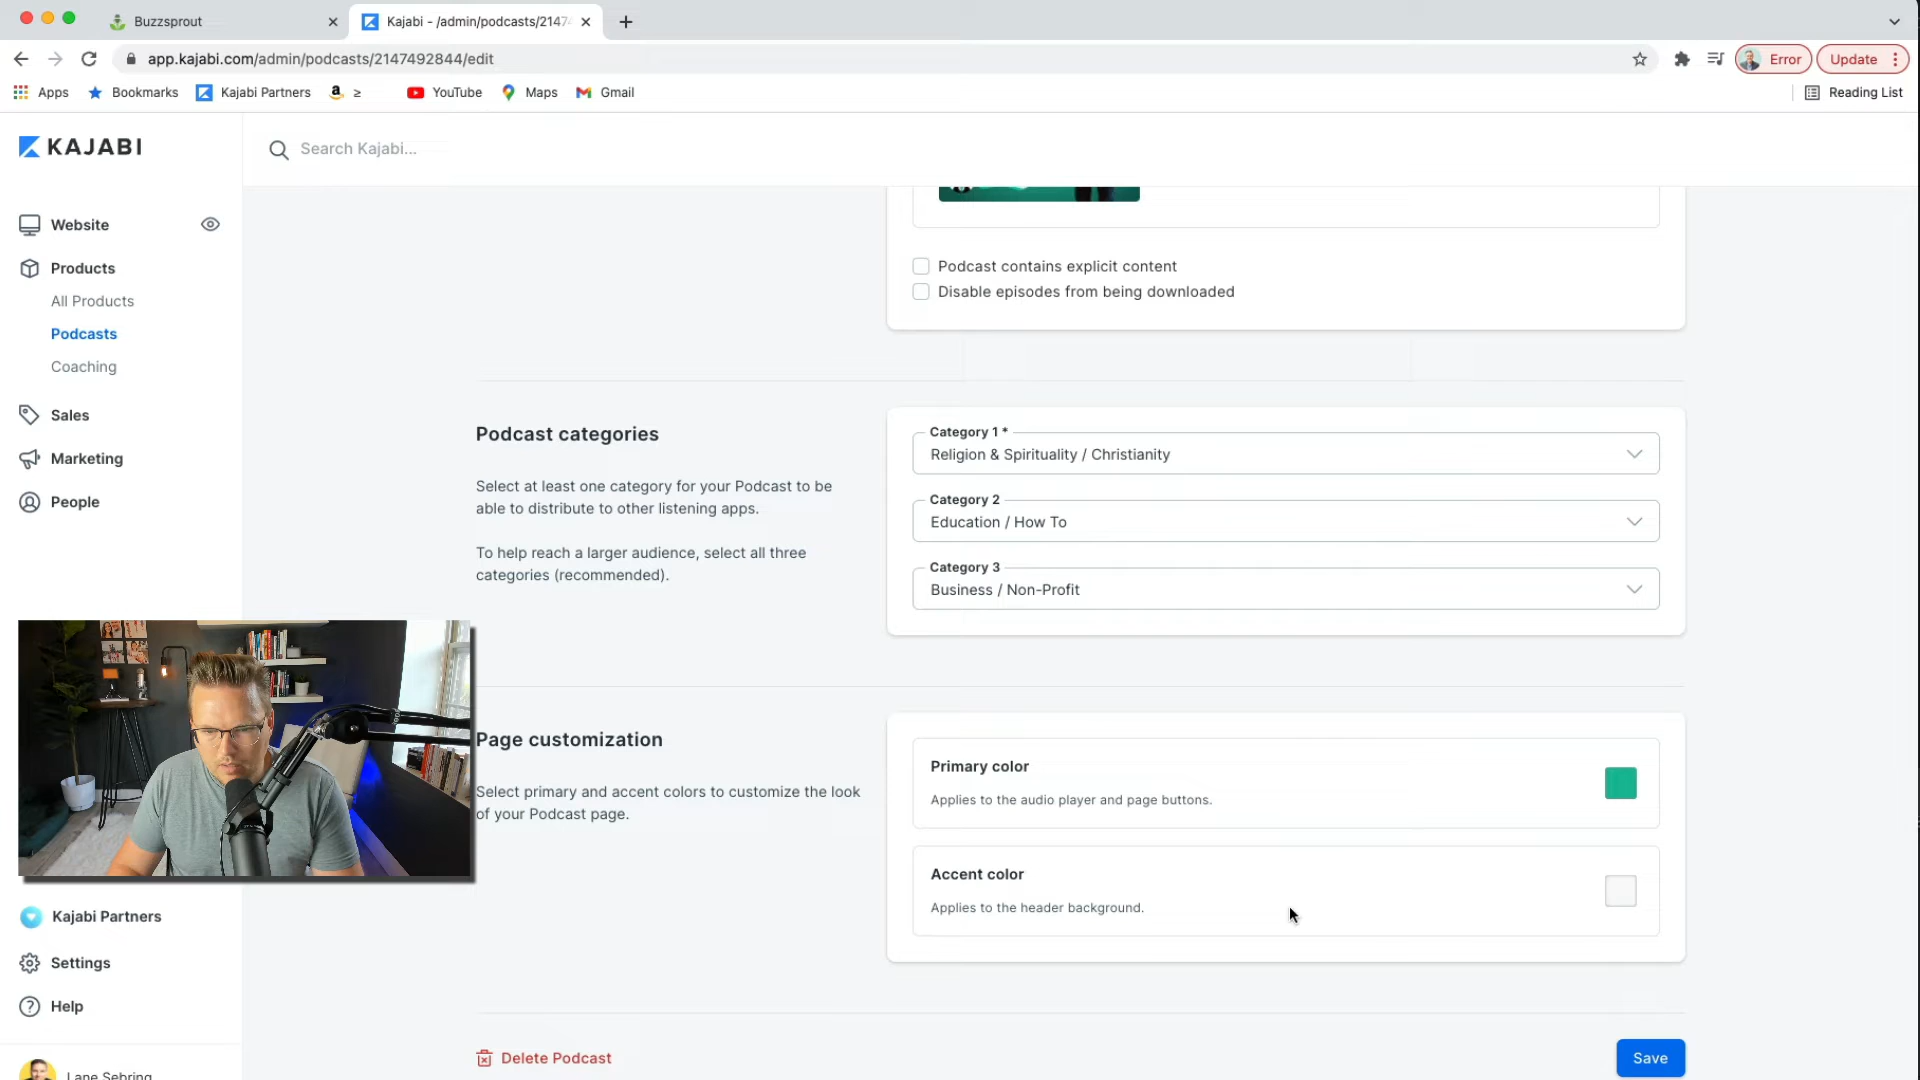 Buzzsprout
Kajabi - /admin/podcasts/2147
app.kajabi.com/admin/podcasts/2147492844/edit
Error
Update
Apps
Bookmarks
Kajabi Partners
a ≥
YouTube
Maps
Gmail
Reading List
KAJABI
Search Kajabi...
Website
Products
All Products
Podcasts
Coaching
Sales
Marketing
People
Kajabi Partners
Settings
Help
Lane Sebring
Podcast contains explicit content
Disable episodes from being downloaded
Podcast categories
Select at least one category for your Podcast to be
able to distribute to other listening apps.
To help reach a larger audience, select all three
categories (recommended).
Category 1 *
Religion & Spirituality / Christianity
Category 2
Education / How To
Category 3
Business / Non-Profit
Page customization
Select primary and accent colors to customize the look
of your Podcast page.
Primary color
Applies to the audio player and page buttons.
Accent color
Applies to the header background.
Delete Podcast
Save